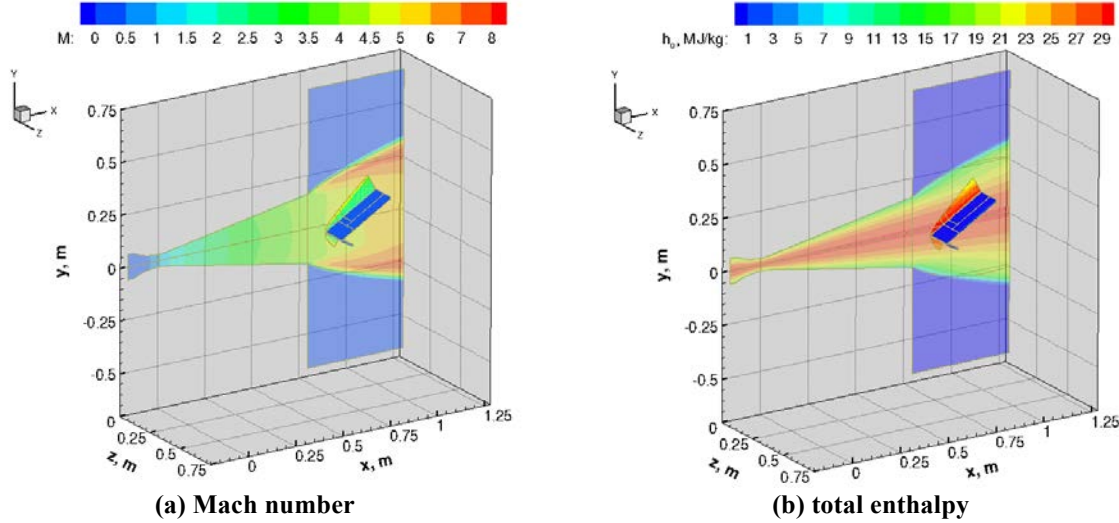 M: 0 0.5 1 1.5 2 2.5 3 3.5 4 4.5 5 6 7 8
h₀, MJ/kg: 1 3 5 7 9 11 13 15 17 19 21 23 25 27 29
Y
X
Z
0.75
0.5
0.25
0
-0.25
-0.5
0
0.25
0.5
0.75
y, m
z, m
0
0.25
0.5
0.75
1
1.25
x, m
(a) Mach number
Y
X
Z
0.75
0.5
0.25
0
-0.25
-0.5
0
0.25
0.5
0.75
y, m
z, m
0
0.25
0.5
0.75
1
1.25
x, m
(b) total enthalpy